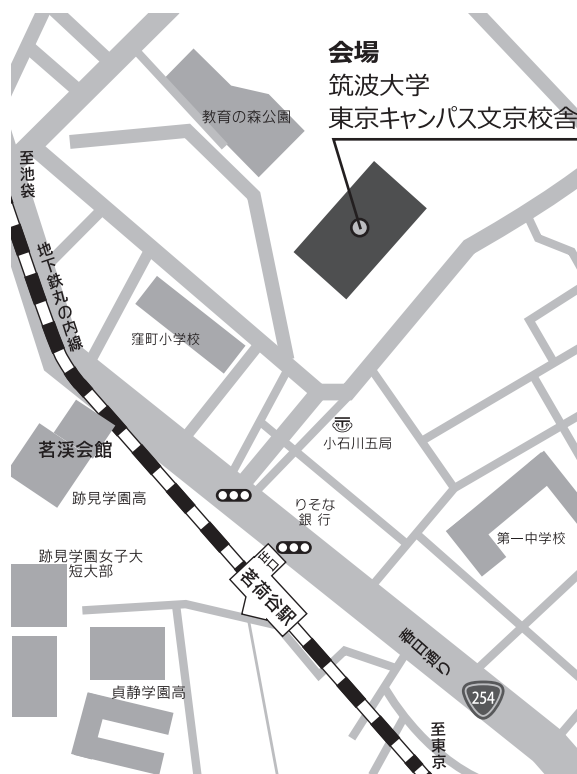 会場
筑波大学
東京キャンパス文京校舎
教育の森公園
至池袋
地下鉄丸の内線
窪町小学校
茗渓会館
小石川五局
跡見学園高
りそな
銀行
第一中学校
出口
茗荷谷駅
跡見学園女子大
短大部
春日通り
254
貞静学園高
至東京